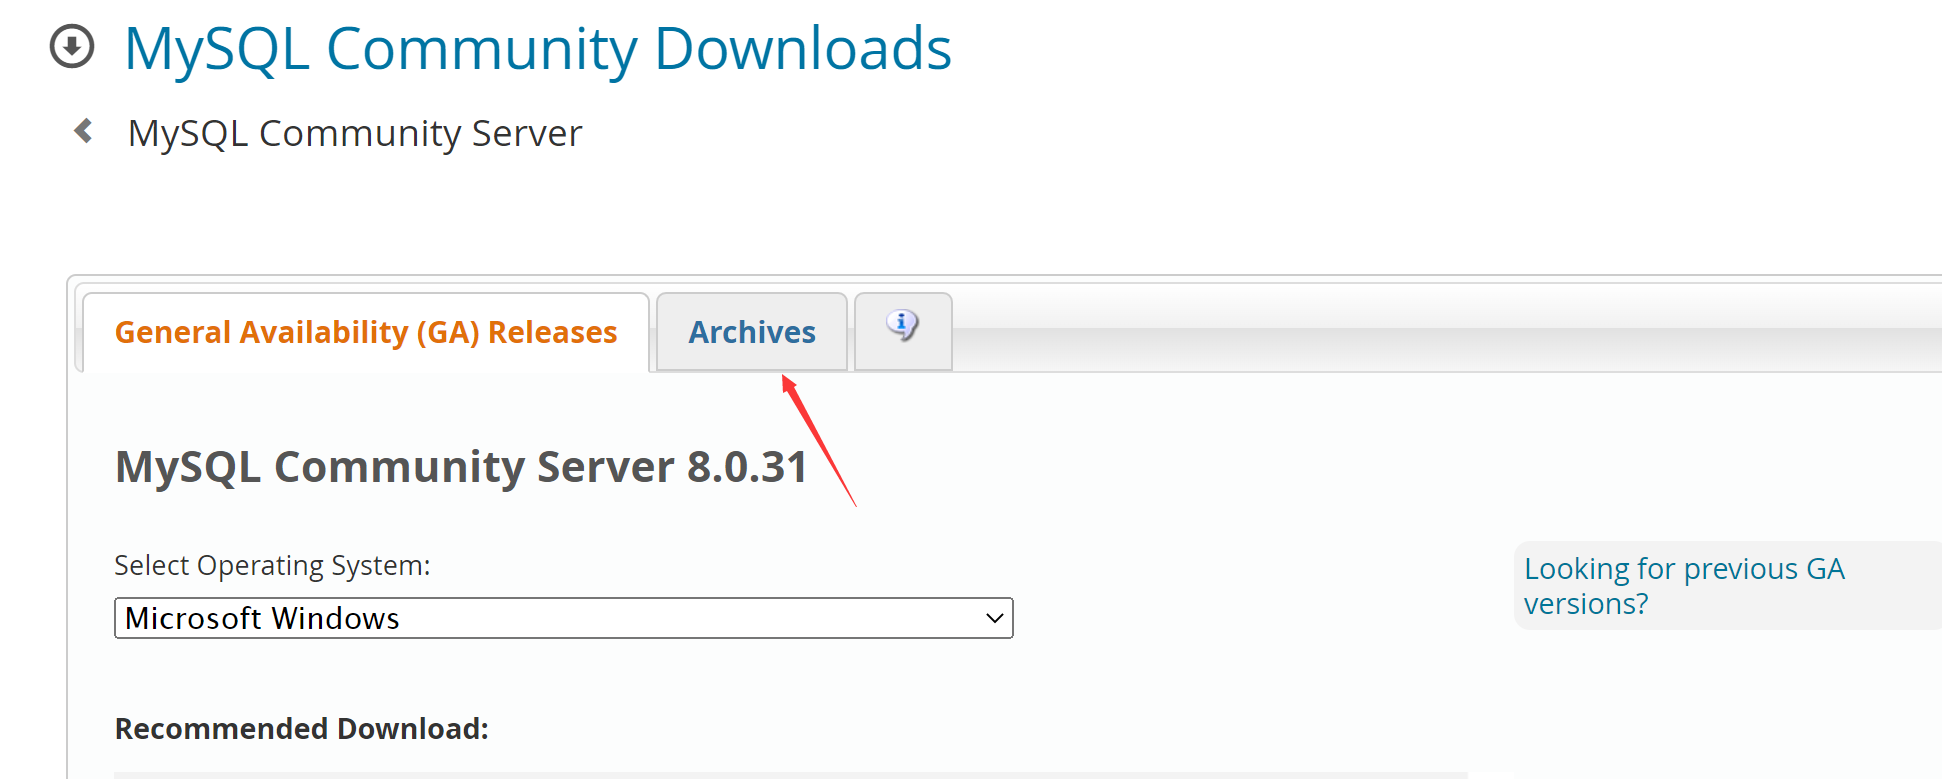 MySQL Community Downloads
MySQL Community Server
General Availability (GA) Releases
Archives
MySQL Community Server 8.0.31
Select Operating System:
Microsoft Windows
Looking for previous GA
versions?
Recommended Download: